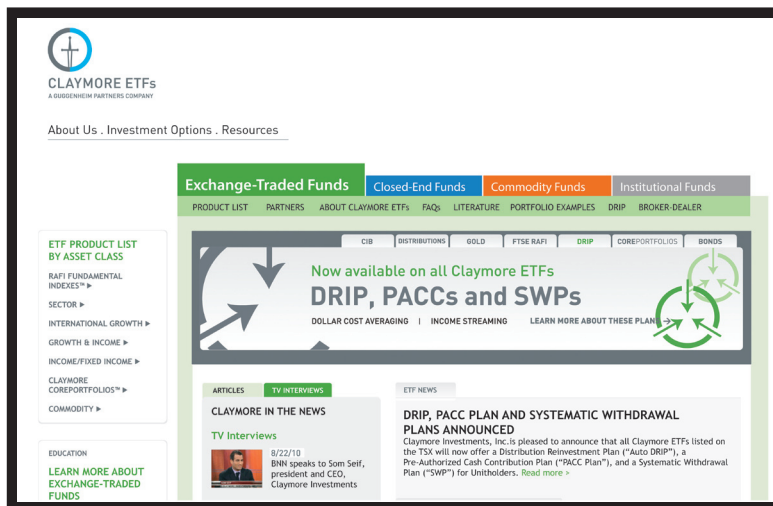 CLAYMORE ETFs
A GUGGENHEIM PARTNERS COMPANY
About Us . Investment Options . Resources
Exchange-Traded Funds
Closed-End Funds
Commodity Funds
Institutional Funds
PRODUCT LIST PARTNERS ABOUT CLAYMORE ETFs FAQs LITERATURE PORTFOLIO EXAMPLES DRIP BROKER-DEALER
ETF PRODUCT LIST
BY ASSET CLASS
RAFI FUNDAMENTAL
INDEXES™ ►
SECTOR ►
INTERNATIONAL GROWTH ►
GROWTH & INCOME ►
INCOME/FIXED INCOME ►
CLAYMORE
COREPORTFOLIOS™ ►
COMMODITY ►
EDUCATION
LEARN MORE ABOUT
EXCHANGE-TRADED
FUNDS
CIB DISTRIBUTIONS GOLD FTSE RAFI DRIP COREPORTFOLIOS BONDS
Now available on all Claymore ETFs
DRIP, PACCs and SWPs
DOLLAR COST AVERAGING | INCOME STREAMING LEARN MORE ABOUT THESE PLANS →
ARTICLES TV INTERVIEWS
CLAYMORE IN THE NEWS
TV Interviews
8/22/10
BNN speaks to Som Seif,
president and CEO,
Claymore Investments
ETF NEWS
DRIP, PACC PLAN AND SYSTEMATIC WITHDRAWAL
PLANS ANNOUNCED
Claymore Investments, Inc.is pleased to announce that all Claymore ETFs listed on
the TSX will now offer a Distribution Reinvestment Plan (“Auto DRIP”), a
Pre-Authorized Cash Contribution Plan (“PACC Plan”), and a Systematic Withdrawal
Plan (“SWP”) for Unitholders. Read more >